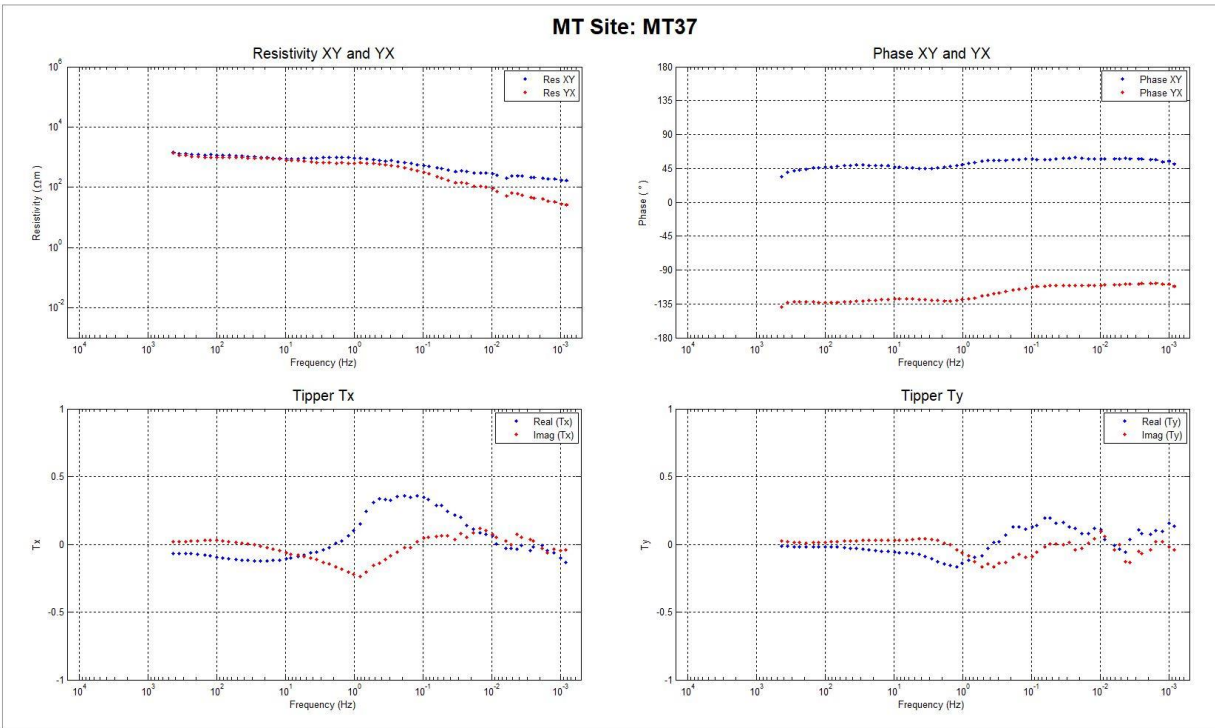 MT Site: MT37
Resistivity XY and YX
10^6
10^4
10^2
10^0
10^-2
Resistivity (Ωm)
Res XY
Res YX
10^4 10^3 10^2 10^1 10^0 10^-1 10^-2 10^-3
Frequency (Hz)
Phase XY and YX
180
135
90
45
0
-45
-90
-135
-180
Phase (°)
Phase XY
Phase YX
10^4 10^3 10^2 10^1 10^0 10^-1 10^-2 10^-3
Frequency (Hz)
Tipper Tx
1
0.5
0
-0.5
-1
Tx
Real (Tx)
Imag (Tx)
10^4 10^3 10^2 10^1 10^0 10^-1 10^-2 10^-3
Frequency (Hz)
Tipper Ty
1
0.5
0
-0.5
-1
Ty
Real (Ty)
Imag (Ty)
10^4 10^3 10^2 10^1 10^0 10^-1 10^-2 10^-3
Frequency (Hz)